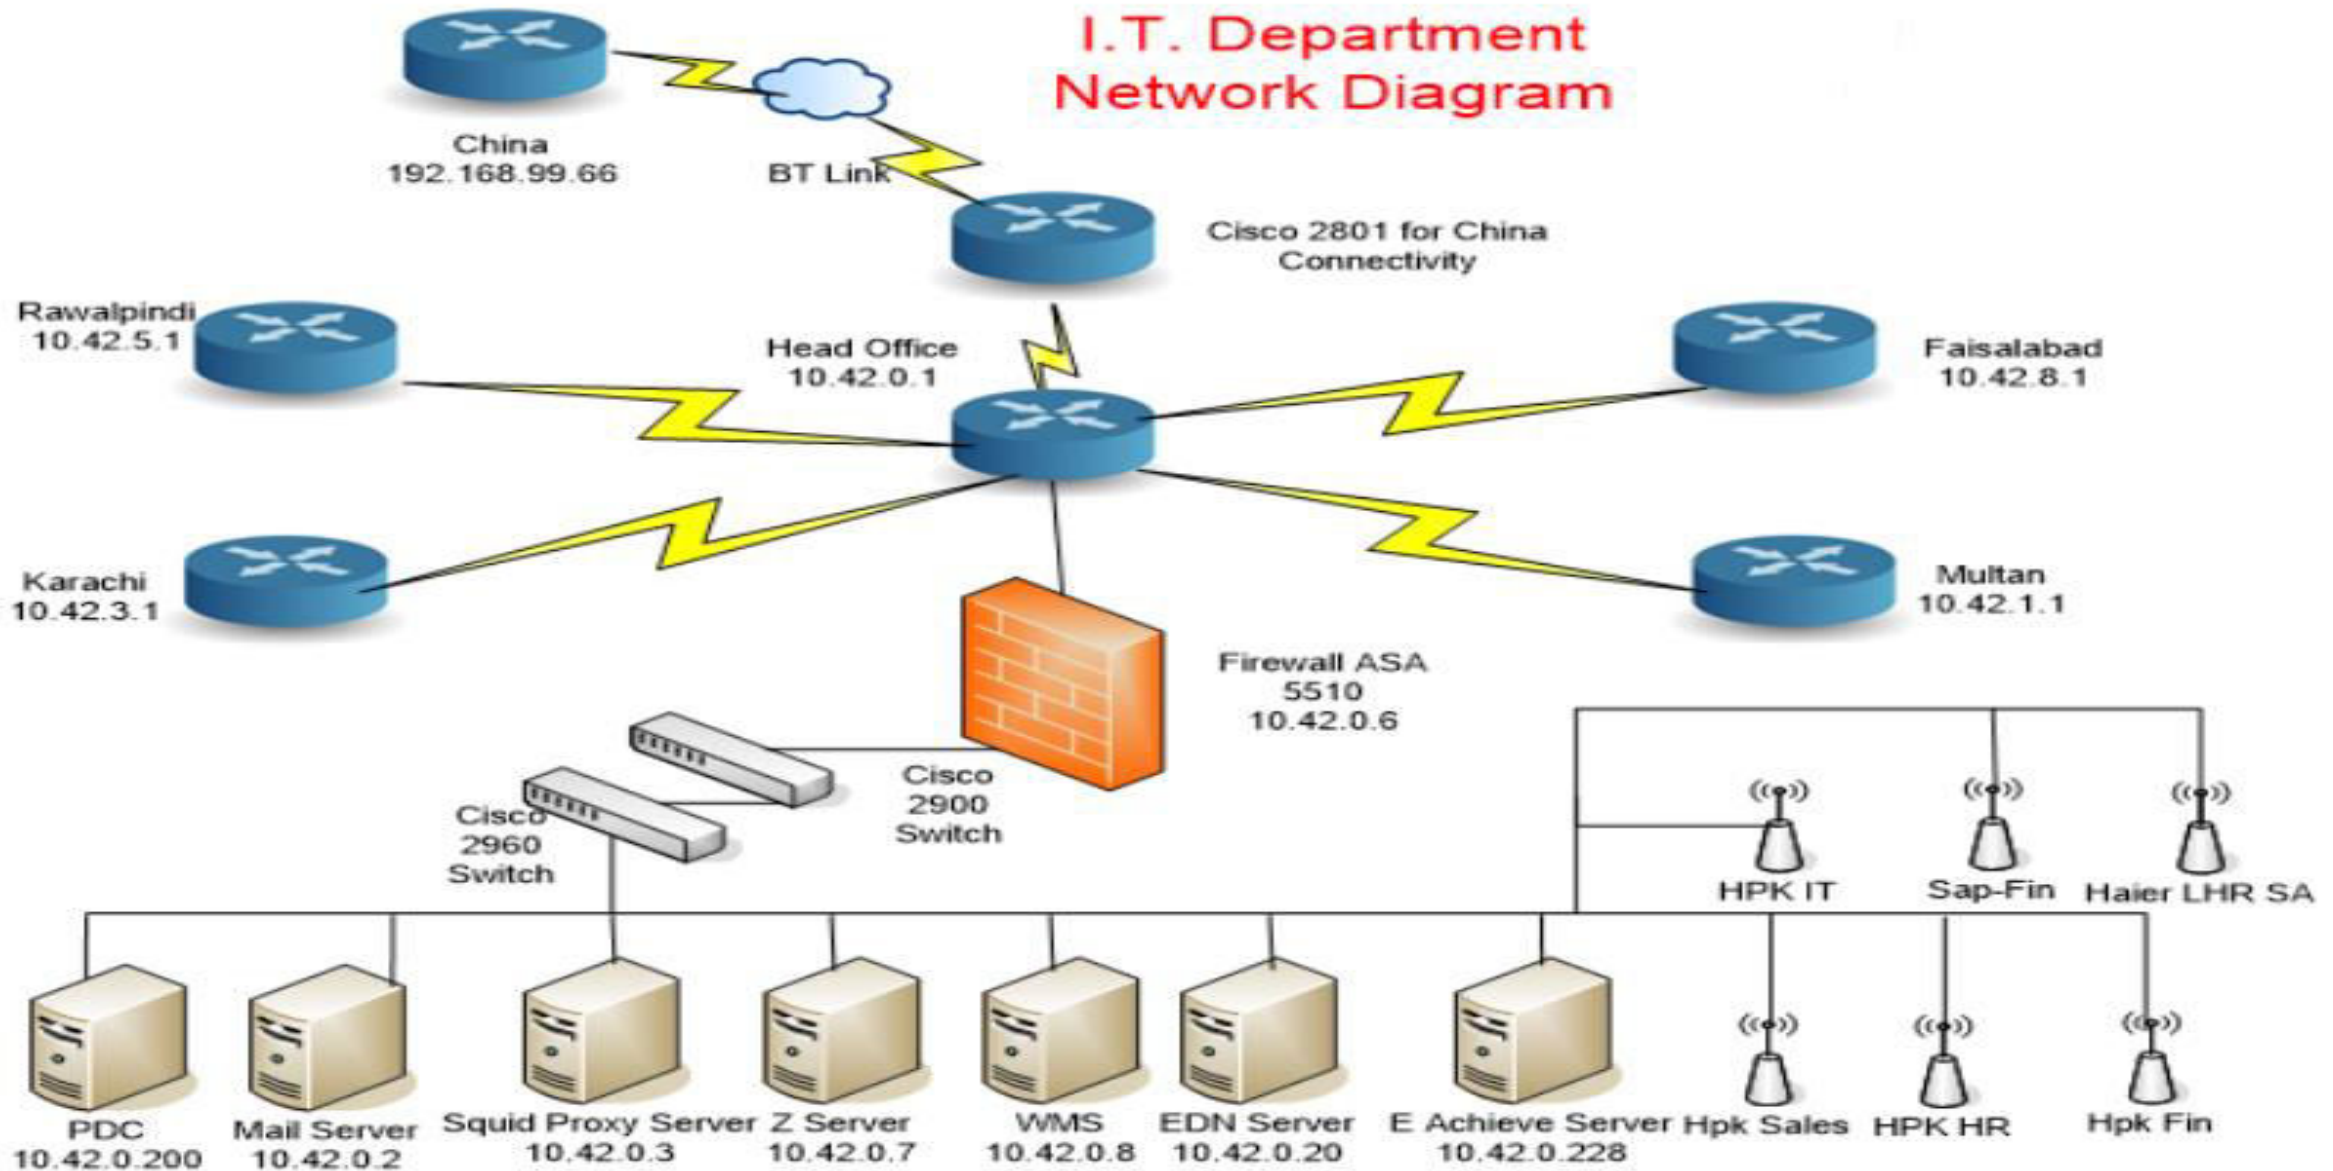 I.T. Department
Network Diagram
China
192.168.99.66
BT Link
Cisco 2801 for China
Connectivity
Rawalpindi
10.42.5.1
Head Office
10.42.0.1
Faisalabad
10.42.8.1
Karachi
10.42.3.1
Multan
10.42.1.1
Firewall ASA
5510
10.42.0.6
Cisco
2900
Switch
Cisco
2960
Switch
HPK IT
Sap-Fin
Haier LHR SA
PDC
10.42.0.200
Mail Server
10.42.0.2
Squid Proxy Server
10.42.0.3
Z Server
10.42.0.7
WMS
10.42.0.8
EDN Server
10.42.0.20
E Achieve Server
10.42.0.228
Hpk Sales
HPK HR
Hpk Fin